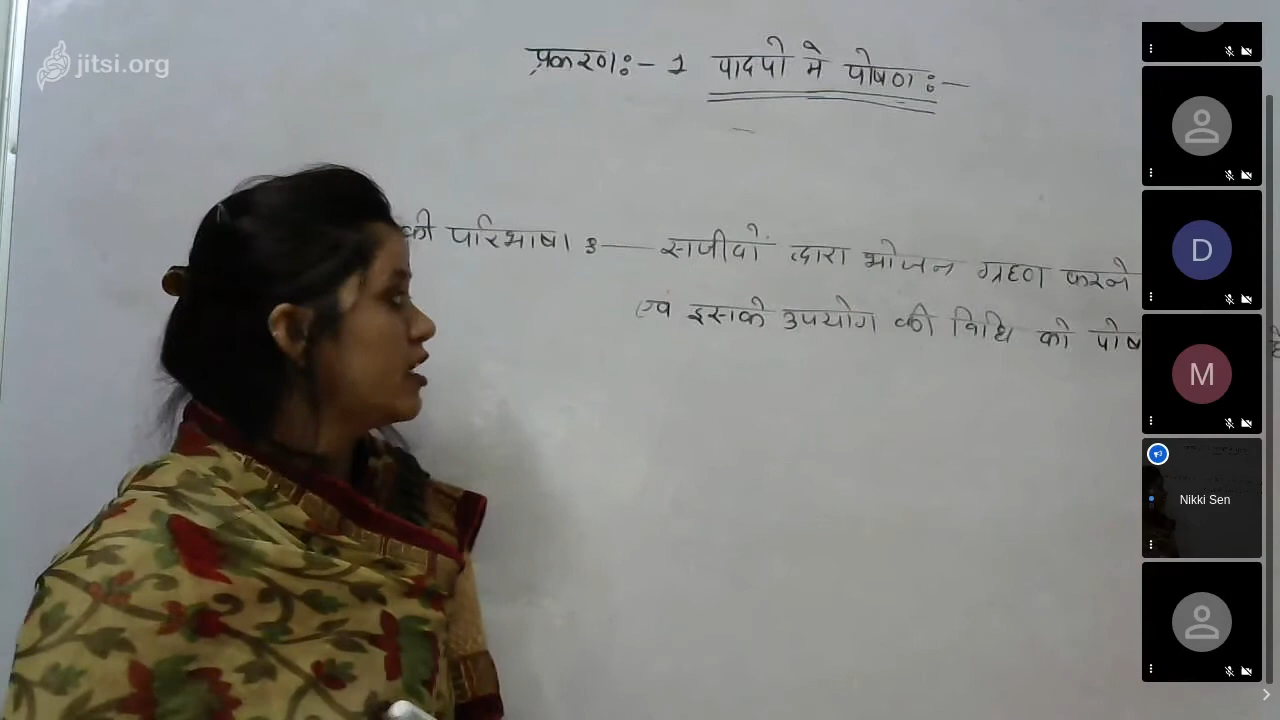 jitsi.org
प्रकरण:- 1 पादपो मे पोषण:-
की परिभाषा :— सजीवों द्वारा भोजन ग्रहण करने
एवं इसके उपयोग की विधि को
D
M
Nikki Sen